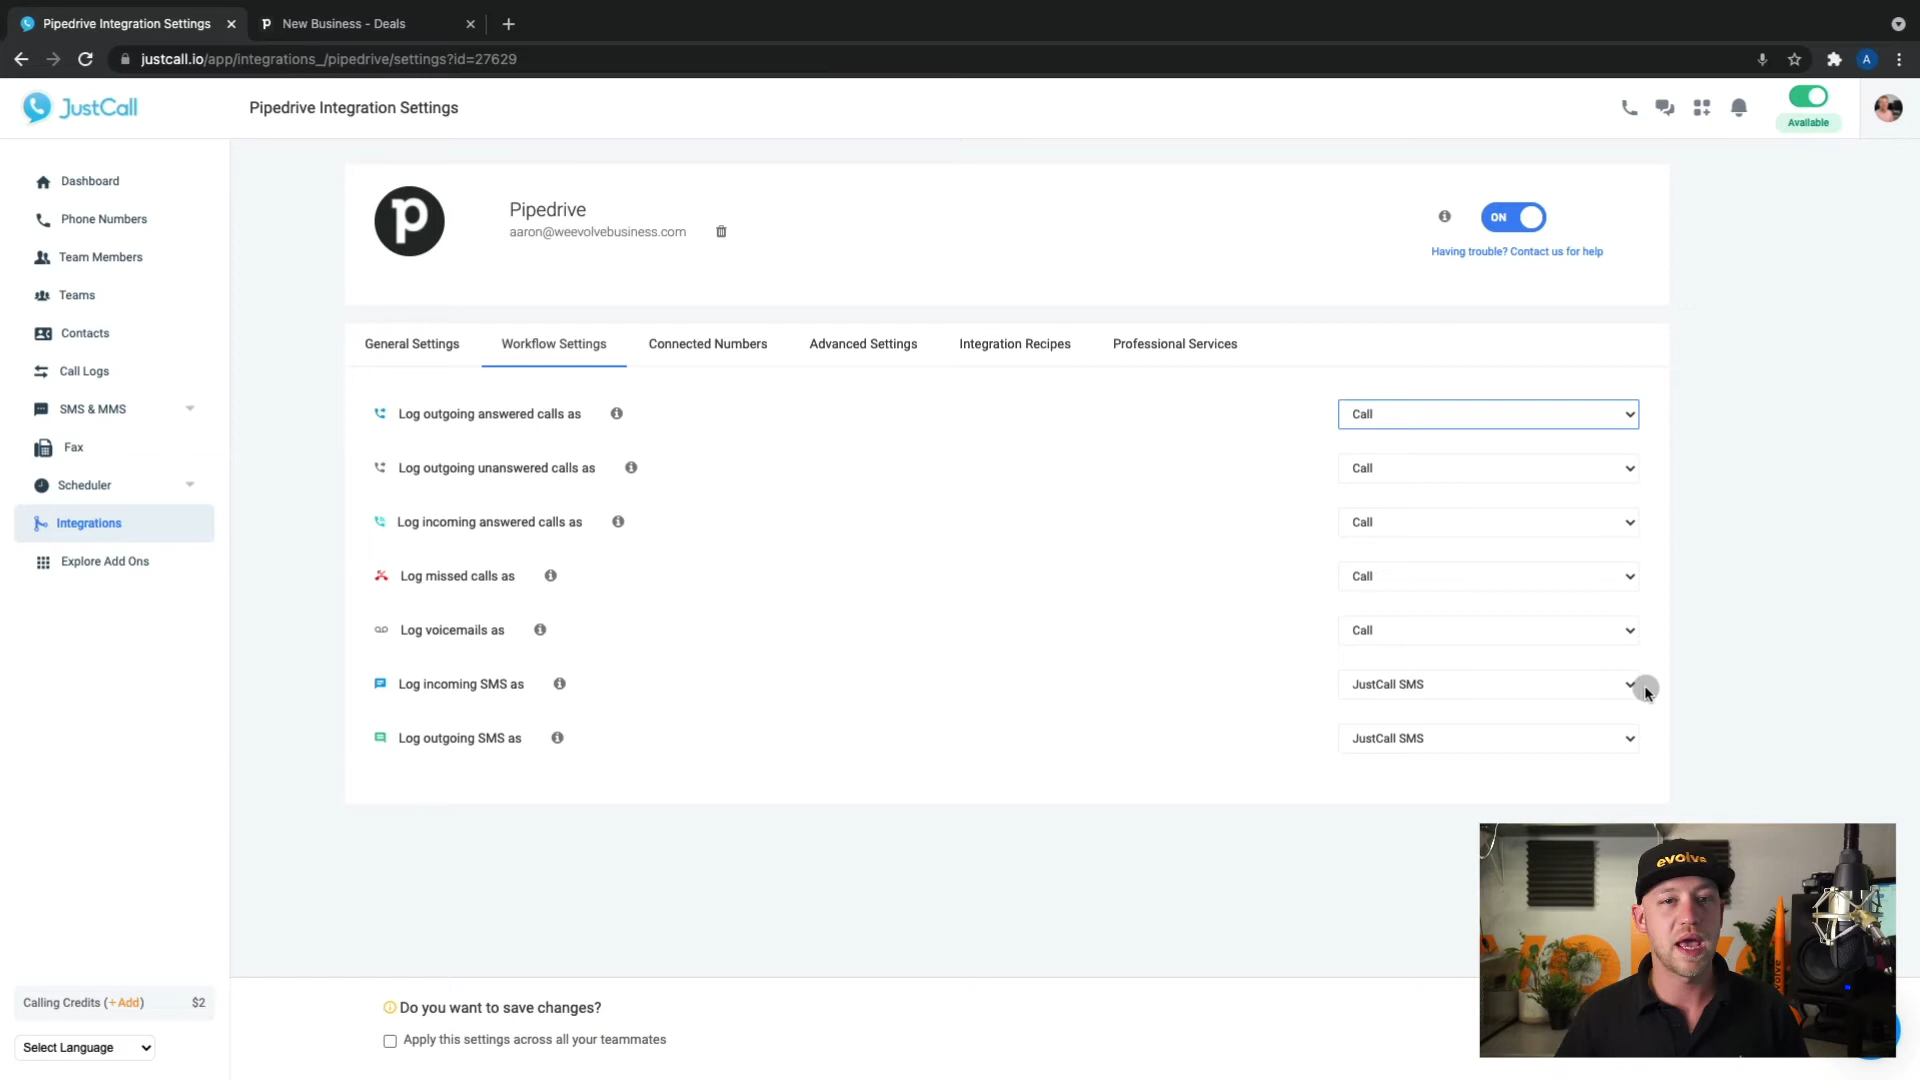 Pipedrive Integration Settings
New Business - Deals
justcall.io/app/integrations_/pipedrive/settings?id=27629
A
JustCall
Pipedrive Integration Settings
Available
Dashboard
Phone Numbers
Team Members
Teams
Contacts
Call Logs
SMS & MMS
Fax
Scheduler
Integrations
Explore Add Ons
Calling Credits (+Add) $2
Select Language
Pipedrive
aaron@weevolvebusiness.com
ON
Having trouble? Contact us for help
General Settings Workflow Settings Connected Numbers Advanced Settings Integration Recipes Professional Services
Log outgoing answered calls as Call
Log outgoing unanswered calls as Call
Log incoming answered calls as Call
Log missed calls as Call
Log voicemails as Call
Log incoming SMS as JustCall SMS
Log outgoing SMS as JustCall SMS
Do you want to save changes?
Apply this settings across all your teammates
evolve